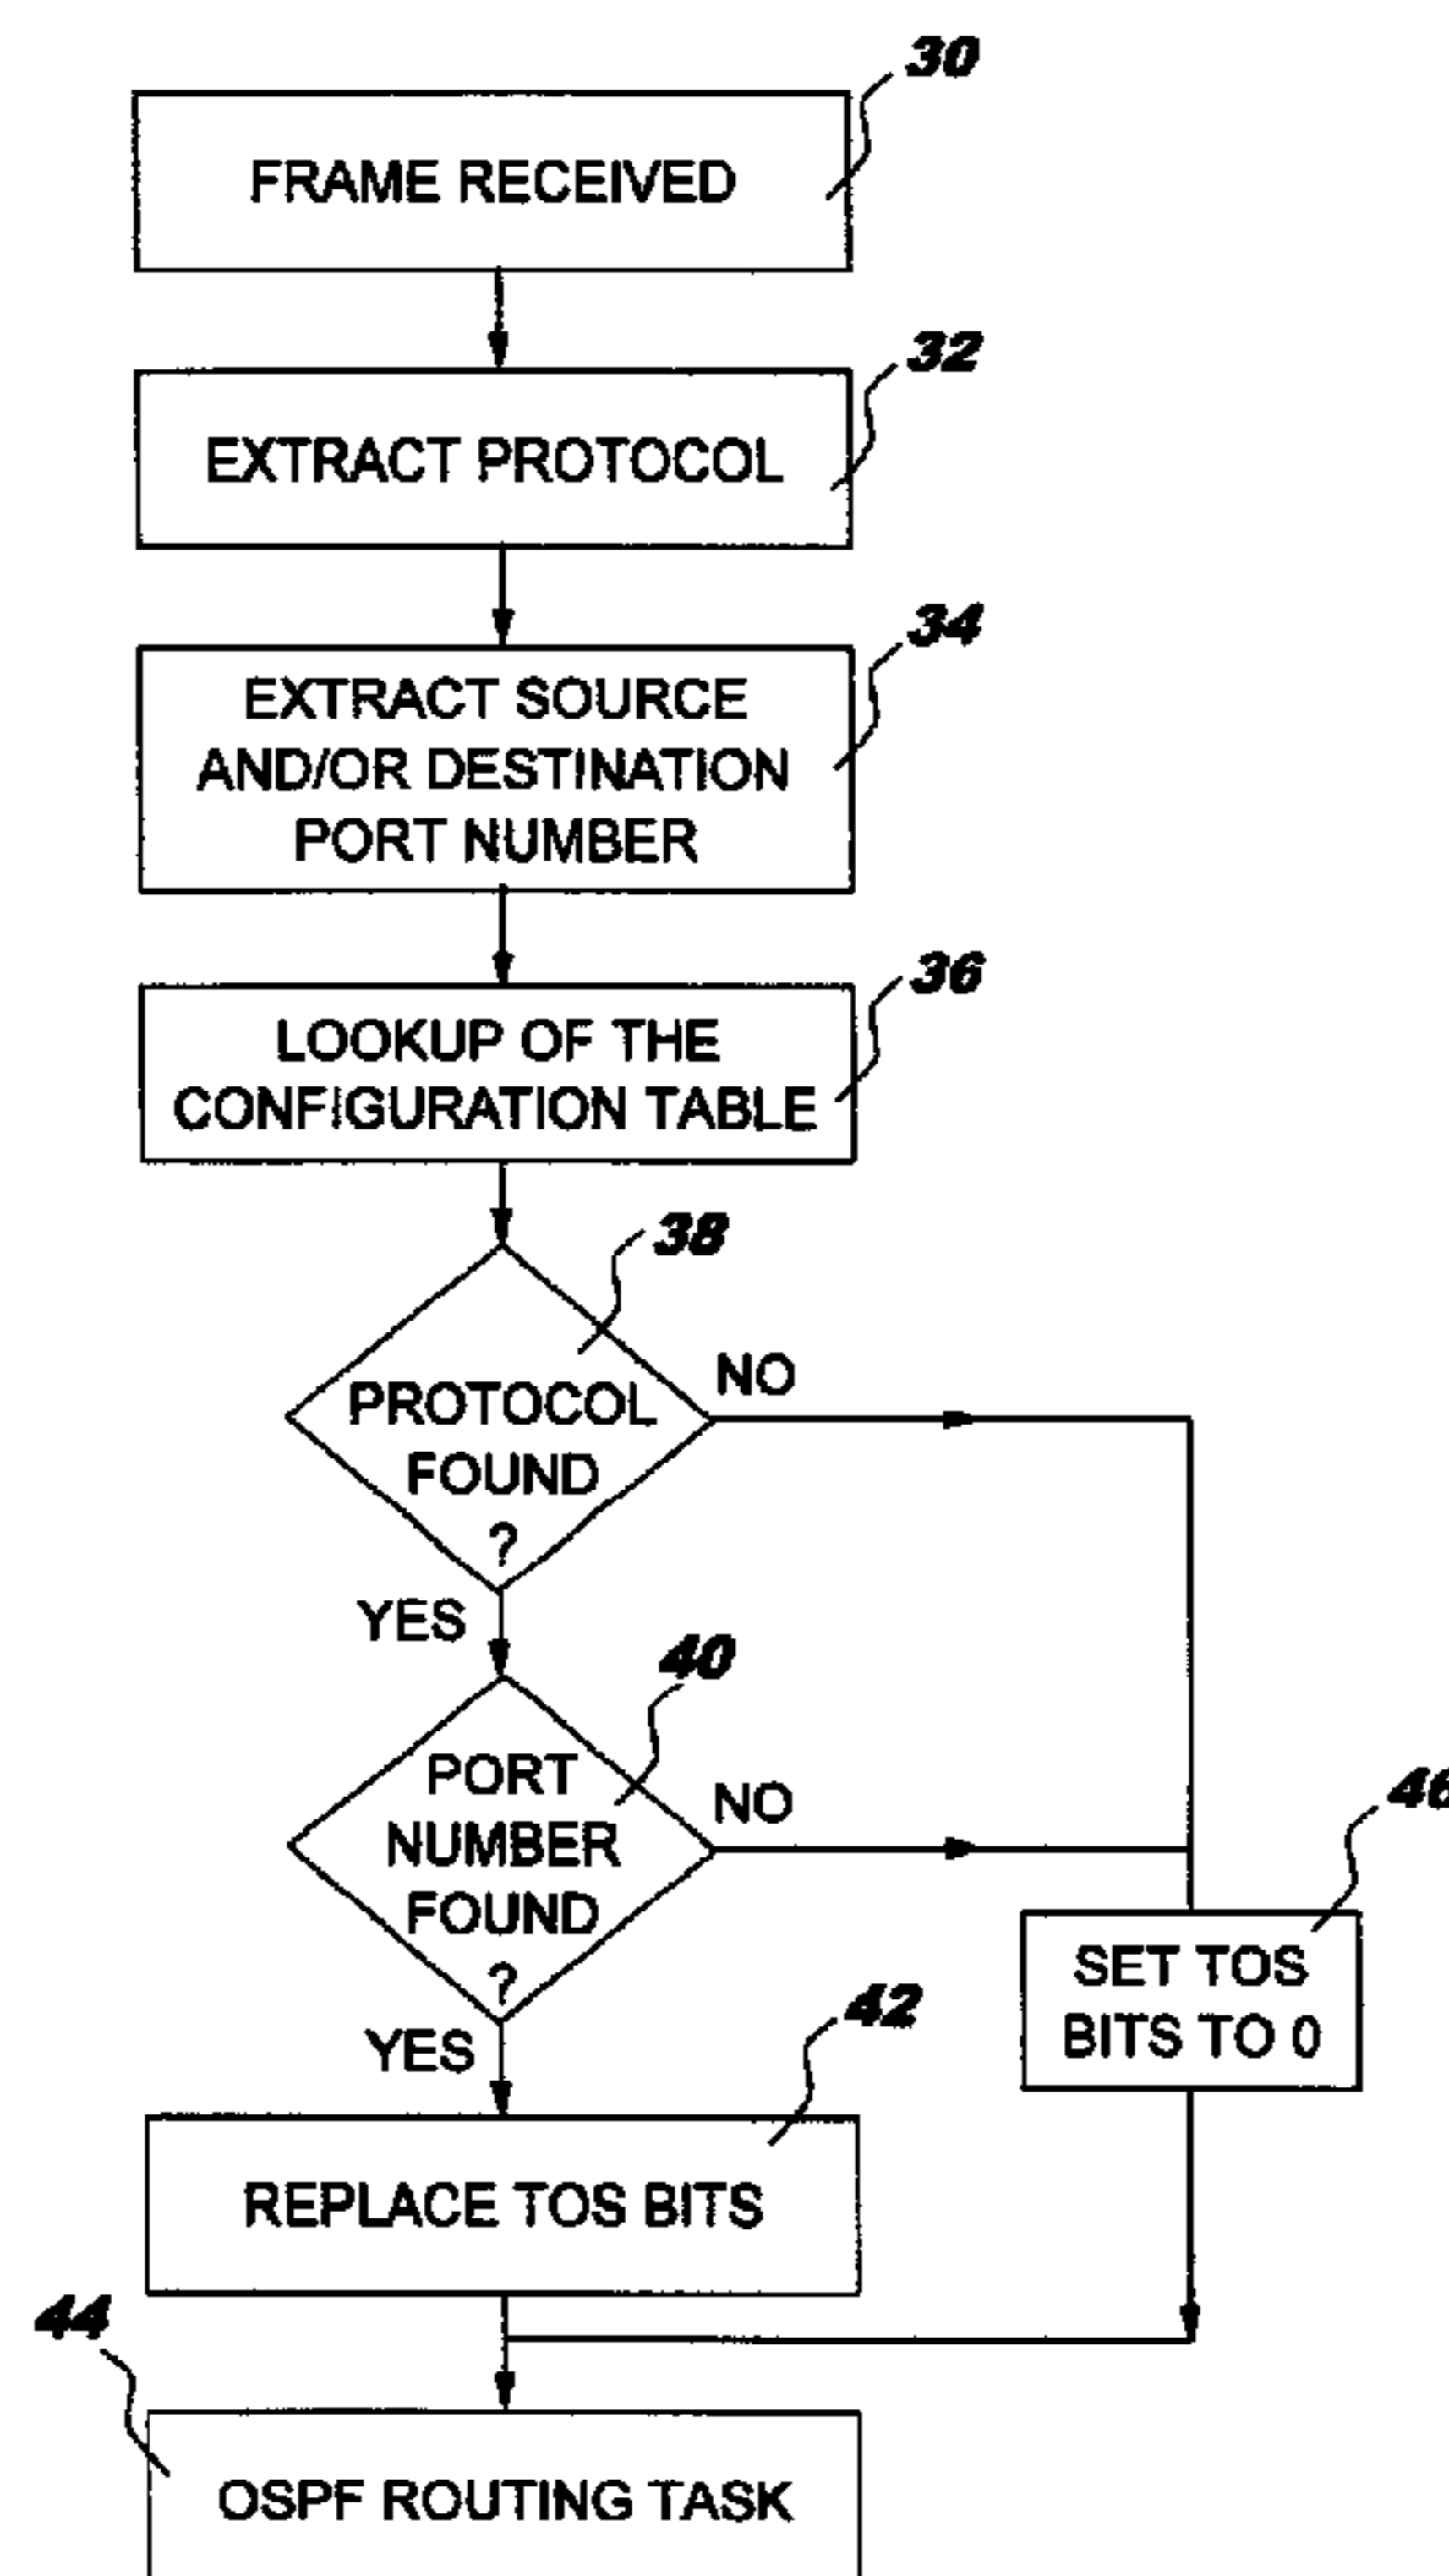 30
FRAME RECEIVED
32
EXTRACT PROTOCOL
34
EXTRACT SOURCE
AND/OR DESTINATION
PORT NUMBER
36
LOOKUP OF THE
CONFIGURATION TABLE
38
PROTOCOL
FOUND
?
NO
YES
40
PORT
NUMBER
FOUND
?
NO
YES
46
SET TOS
BITS TO 0
42
REPLACE TOS BITS
44
OSPF ROUTING TASK